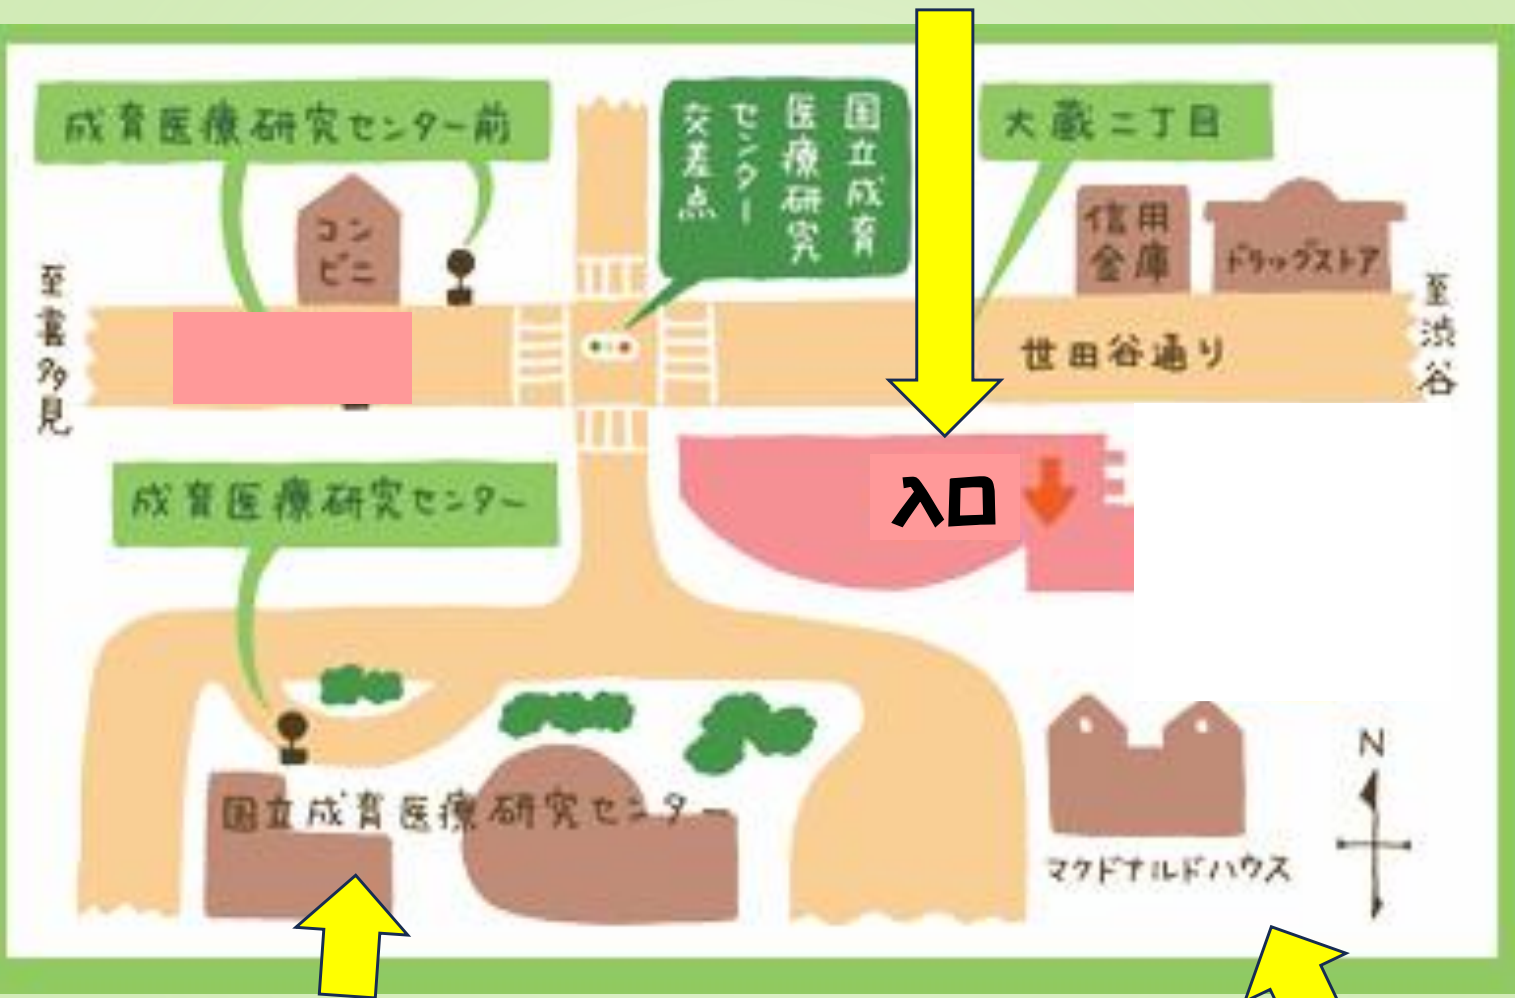 成育医療研究センター前
国立成育
医療研究
センター
交差点
大蔵二丁目
コン
ビニ
信用
金庫
ドラッグストア
至喜多見
至渋谷
世田谷通り
入口
成育医療研究センター
国立成育医療研究センター
マクドナルドハウス
N